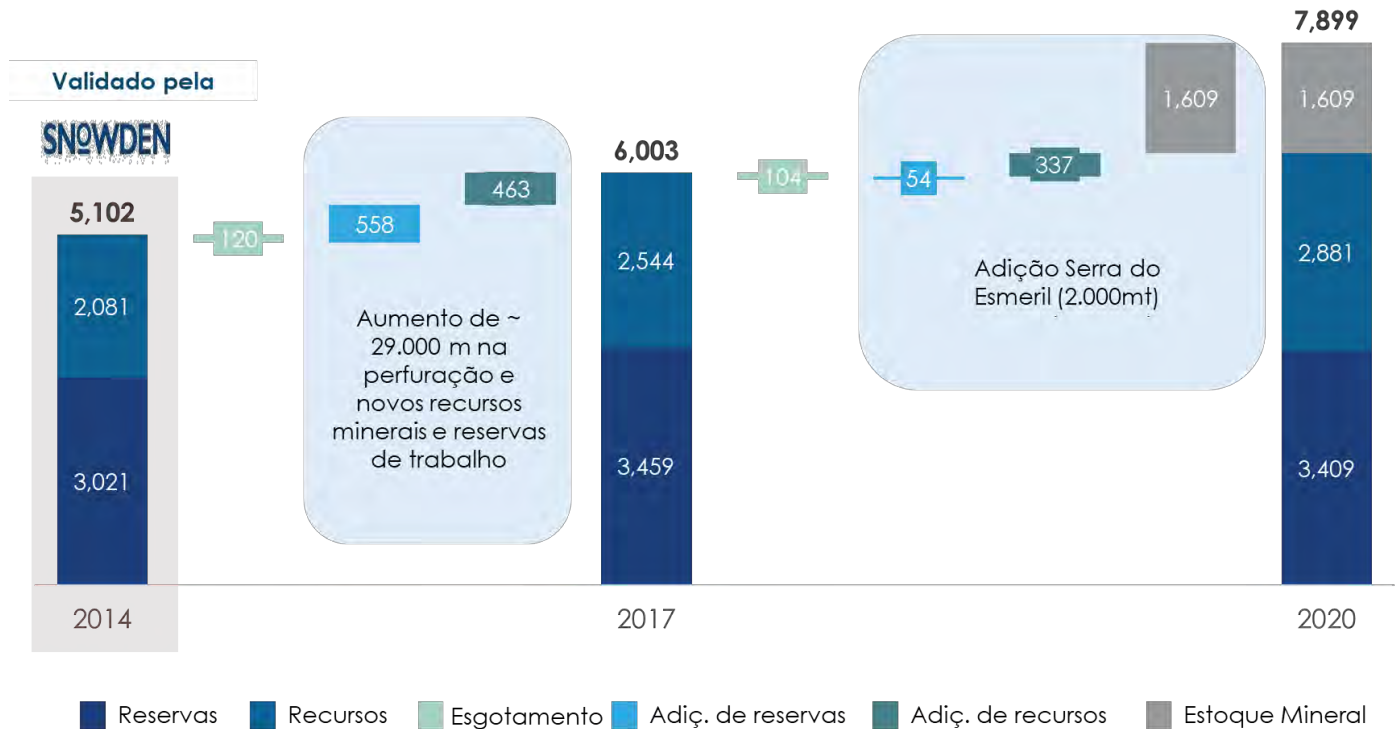 Validado pela
SNOWDEN
5,102
2,081
3,021
2014
120
558
463
Aumento de ~
29.000 m na
perfuração e
novos recursos
minerais e reservas
de trabalho
6,003
2,544
3,459
2017
104
54
337
1,609
Adição Serra do
Esmeril (2.000mt)
7,899
1,609
2,881
3,409
2020
Reservas
Recursos
Esgotamento
Adiç. de reservas
Adiç. de recursos
Estoque Mineral